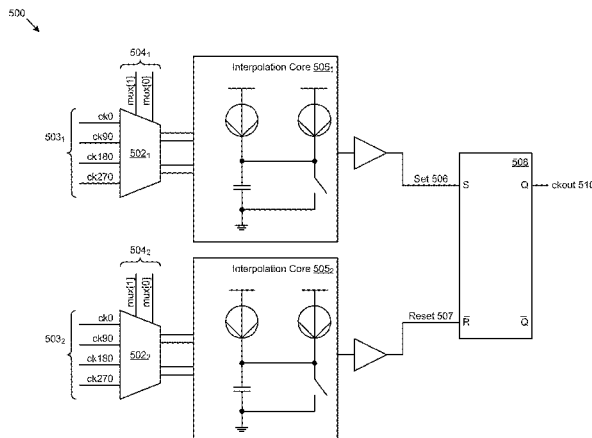 500
504₁
mux[1]
mux[0]
503₁
ck0
ck90
ck180
ck270
502₁
Interpolation Core 505₁
Set 506
508
S
Q
ckout 510
504₂
mux[1]
mux[0]
503₂
ck0
ck90
ck180
ck270
502₂
Interpolation Core 505₂
Reset 507
R̅
Q̅